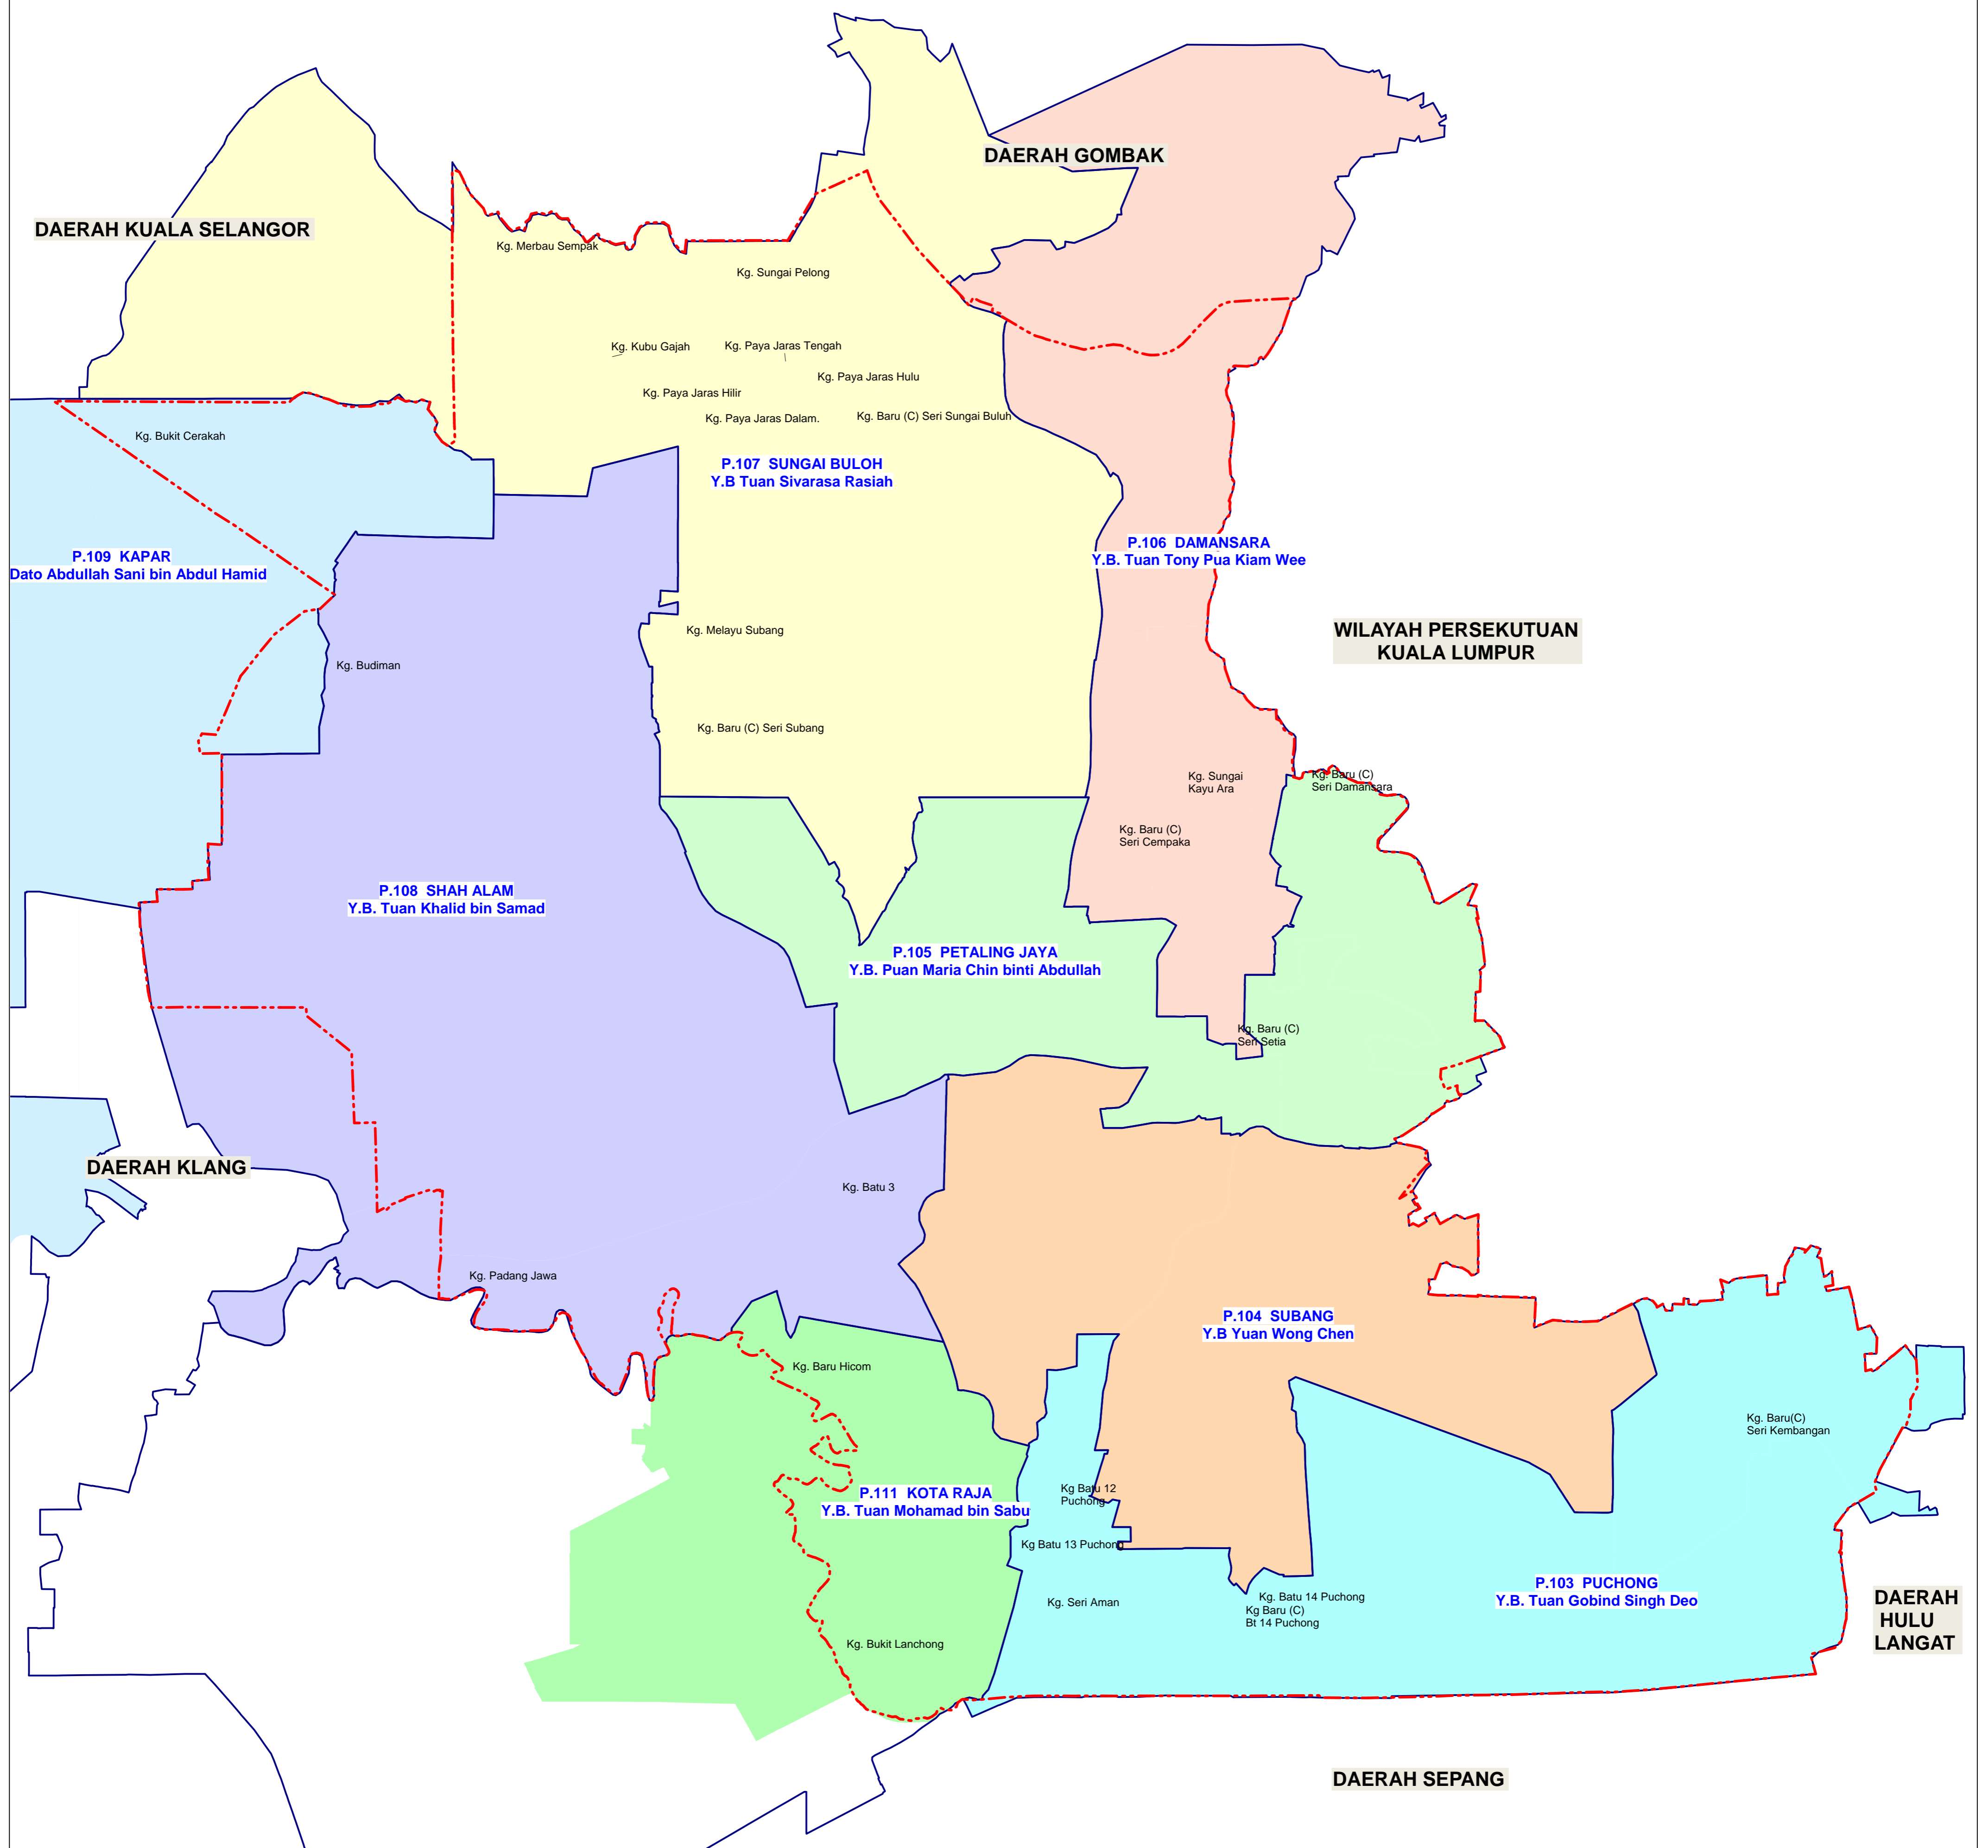 DAERAH GOMBAK
DAERAH KUALA SELANGOR
Kg. Merbau Sempak
Kg. Sungai Pelong
Kg. Kubu Gajah
Kg. Paya Jaras Tengah
Kg. Paya Jaras Hulu
Kg. Paya Jaras Hilir
Kg. Paya Jaras Dalam.
Kg. Baru (C) Seri Sungai Buluh
Kg. Bukit Cerakah
P.107 SUNGAI BULOH
Y.B Tuan Sivarasa Rasiah
P.109 KAPAR
Dato Abdullah Sani bin Abdul Hamid
P.106 DAMANSARA
Y.B. Tuan Tony Pua Kiam Wee
WILAYAH PERSEKUTUAN
KUALA LUMPUR
Kg. Melayu Subang
Kg. Budiman
Kg. Baru (C) Seri Subang
Kg. Sungai
Kayu Ara
Kg. Baru (C)
Seri Damansara
Kg. Baru (C)
Seri Cempaka
P.108 SHAH ALAM
Y.B. Tuan Khalid bin Samad
P.105 PETALING JAYA
Y.B. Puan Maria Chin binti Abdullah
Kg. Baru (C)
Seri Setia
DAERAH KLANG
Kg. Batu 3
Kg. Padang Jawa
P.104 SUBANG
Y.B Yuan Wong Chen
Kg. Baru Hicom
Kg. Baru(C)
Seri Kembangan
P.111 KOTA RAJA
Y.B. Tuan Mohamad bin Sabu
Kg Batu 12
Puchong
Kg Batu 13 Puchong
Kg. Seri Aman
Kg. Batu 14 Puchong
Kg Baru (C)
Bt 14 Puchong
P.103 PUCHONG
Y.B. Tuan Gobind Singh Deo
DAERAH
HULU
LANGAT
Kg. Bukit Lanchong
DAERAH SEPANG